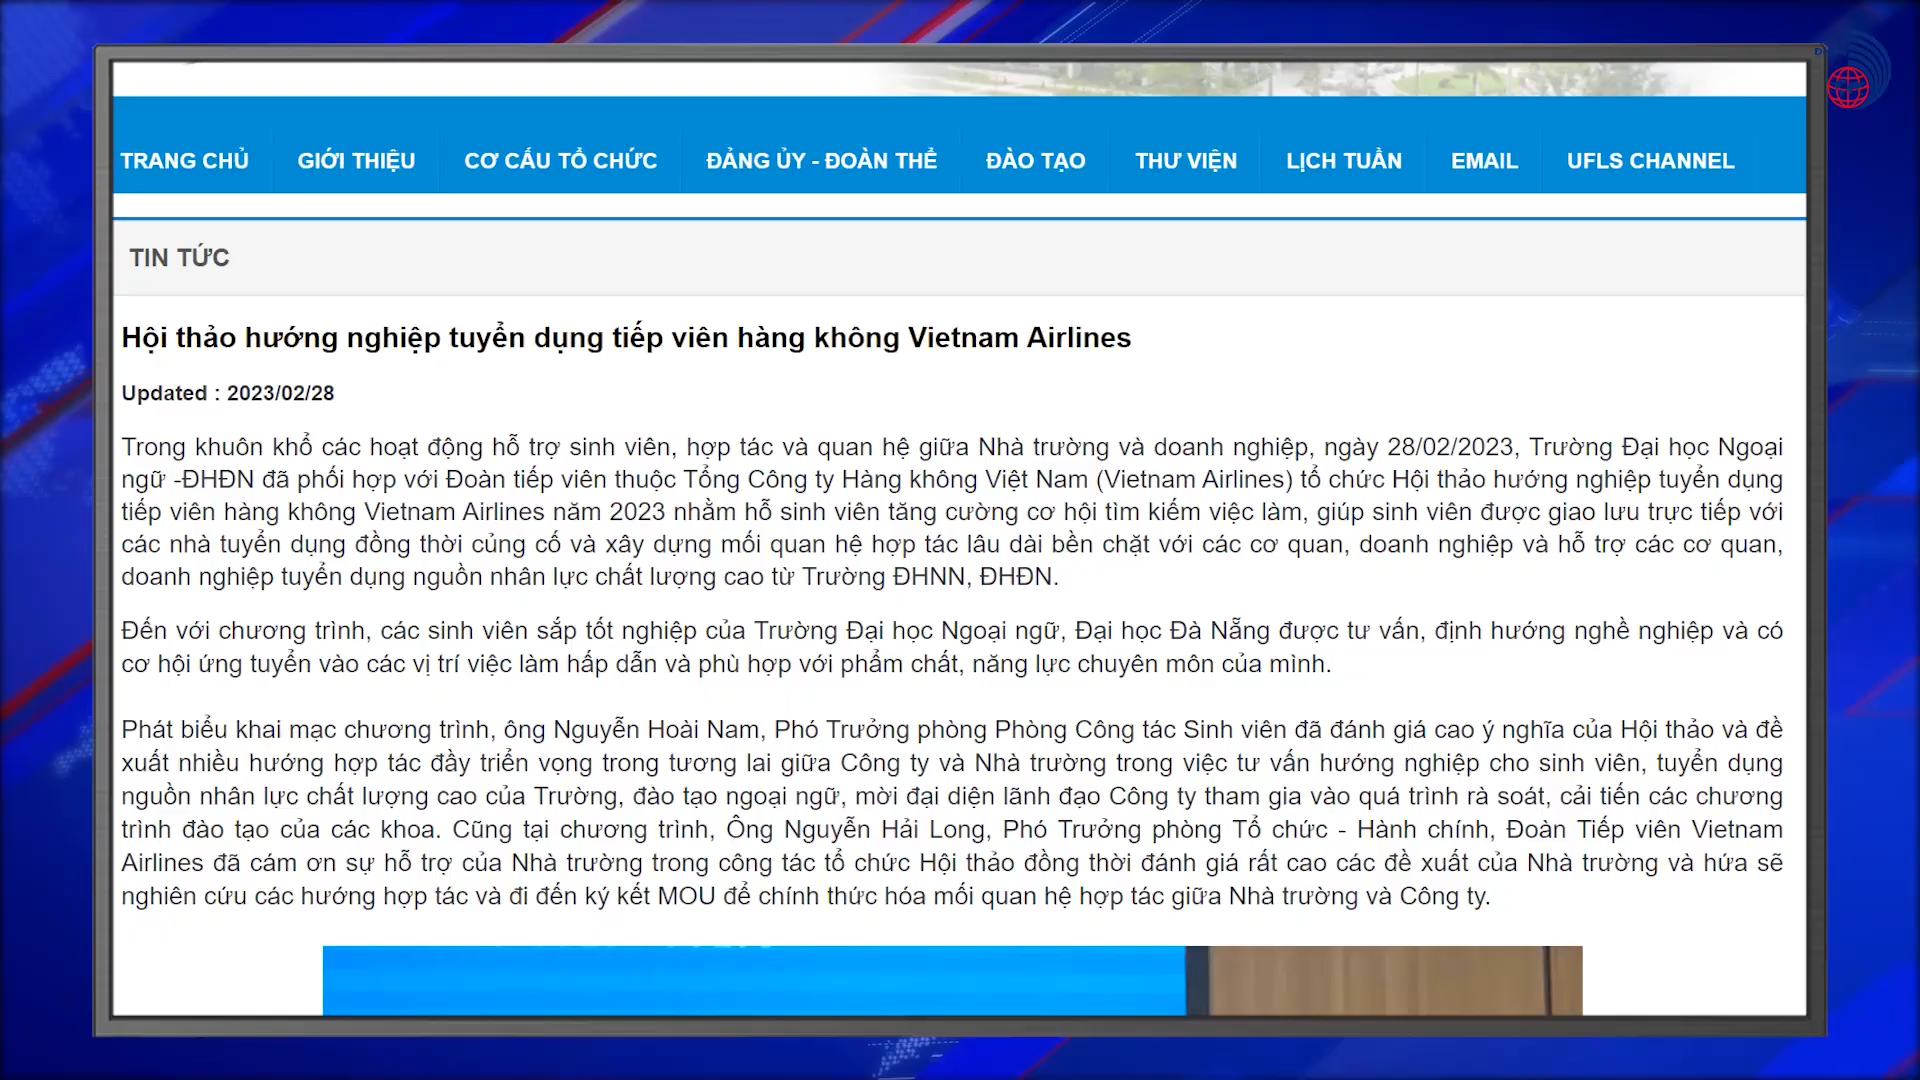 TRANG CHỦ GIỚI THIỆU CƠ CẤU TỔ CHỨC ĐẢNG ỦY - ĐOÀN THỂ ĐÀO TẠO THƯ VIỆN LỊCH TUẦN EMAIL UFLS CHANNEL
TIN TỨC
Hội thảo hướng nghiệp tuyển dụng tiếp viên hàng không Vietnam Airlines
Updated : 2023/02/28
Trong khuôn khổ các hoạt động hỗ trợ sinh viên, hợp tác và quan hệ giữa Nhà trường và doanh nghiệp, ngày 28/02/2023, Trường Đại học Ngoại
ngữ -ĐHĐN đã phối hợp với Đoàn tiếp viên thuộc Tổng Công ty Hàng không Việt Nam (Vietnam Airlines) tổ chức Hội thảo hướng nghiệp tuyển dụng
tiếp viên hàng không Vietnam Airlines năm 2023 nhằm hỗ sinh viên tăng cường cơ hội tìm kiếm việc làm, giúp sinh viên được giao lưu trực tiếp với
các nhà tuyển dụng đồng thời củng cố và xây dựng mối quan hệ hợp tác lâu dài bền chặt với các cơ quan, doanh nghiệp và hỗ trợ các cơ quan,
doanh nghiệp tuyển dụng nguồn nhân lực chất lượng cao từ Trường ĐHNN, ĐHĐN.
Đến với chương trình, các sinh viên sắp tốt nghiệp của Trường Đại học Ngoại ngữ, Đại học Đà Nẵng được tư vấn, định hướng nghề nghiệp và có
cơ hội ứng tuyển vào các vị trí việc làm hấp dẫn và phù hợp với phẩm chất, năng lực chuyên môn của mình.
Phát biểu khai mạc chương trình, ông Nguyễn Hoài Nam, Phó Trưởng phòng Phòng Công tác Sinh viên đã đánh giá cao ý nghĩa của Hội thảo và đề
xuất nhiều hướng hợp tác đầy triển vọng trong tương lai giữa Công ty và Nhà trường trong việc tư vấn hướng nghiệp cho sinh viên, tuyển dụng
nguồn nhân lực chất lượng cao của Trường, đào tạo ngoại ngữ, mời đại diện lãnh đạo Công ty tham gia vào quá trình rà soát, cải tiến các chương
trình đào tạo của các khoa. Cũng tại chương trình, Ông Nguyễn Hải Long, Phó Trưởng phòng Tổ chức - Hành chính, Đoàn Tiếp viên Vietnam
Airlines đã cám ơn sự hỗ trợ của Nhà trường trong công tác tổ chức Hội thảo đồng thời đánh giá rất cao các đề xuất của Nhà trường và hứa sẽ
nghiên cứu các hướng hợp tác và đi đến ký kết MOU để chính thức hóa mối quan hệ hợp tác giữa Nhà trường và Công ty.